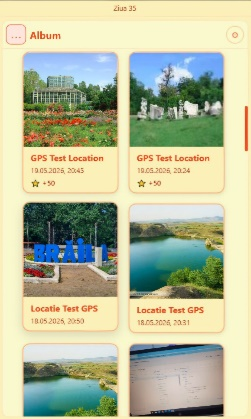 Ziua 35
... Album
GPS Test Location
19.05.2026, 20:45
+50
GPS Test Location
19.05.2026, 20:24
+50
Locatie Test GPS
18.05.2026, 20:50
Locatie Test GPS
18.05.2026, 20:31